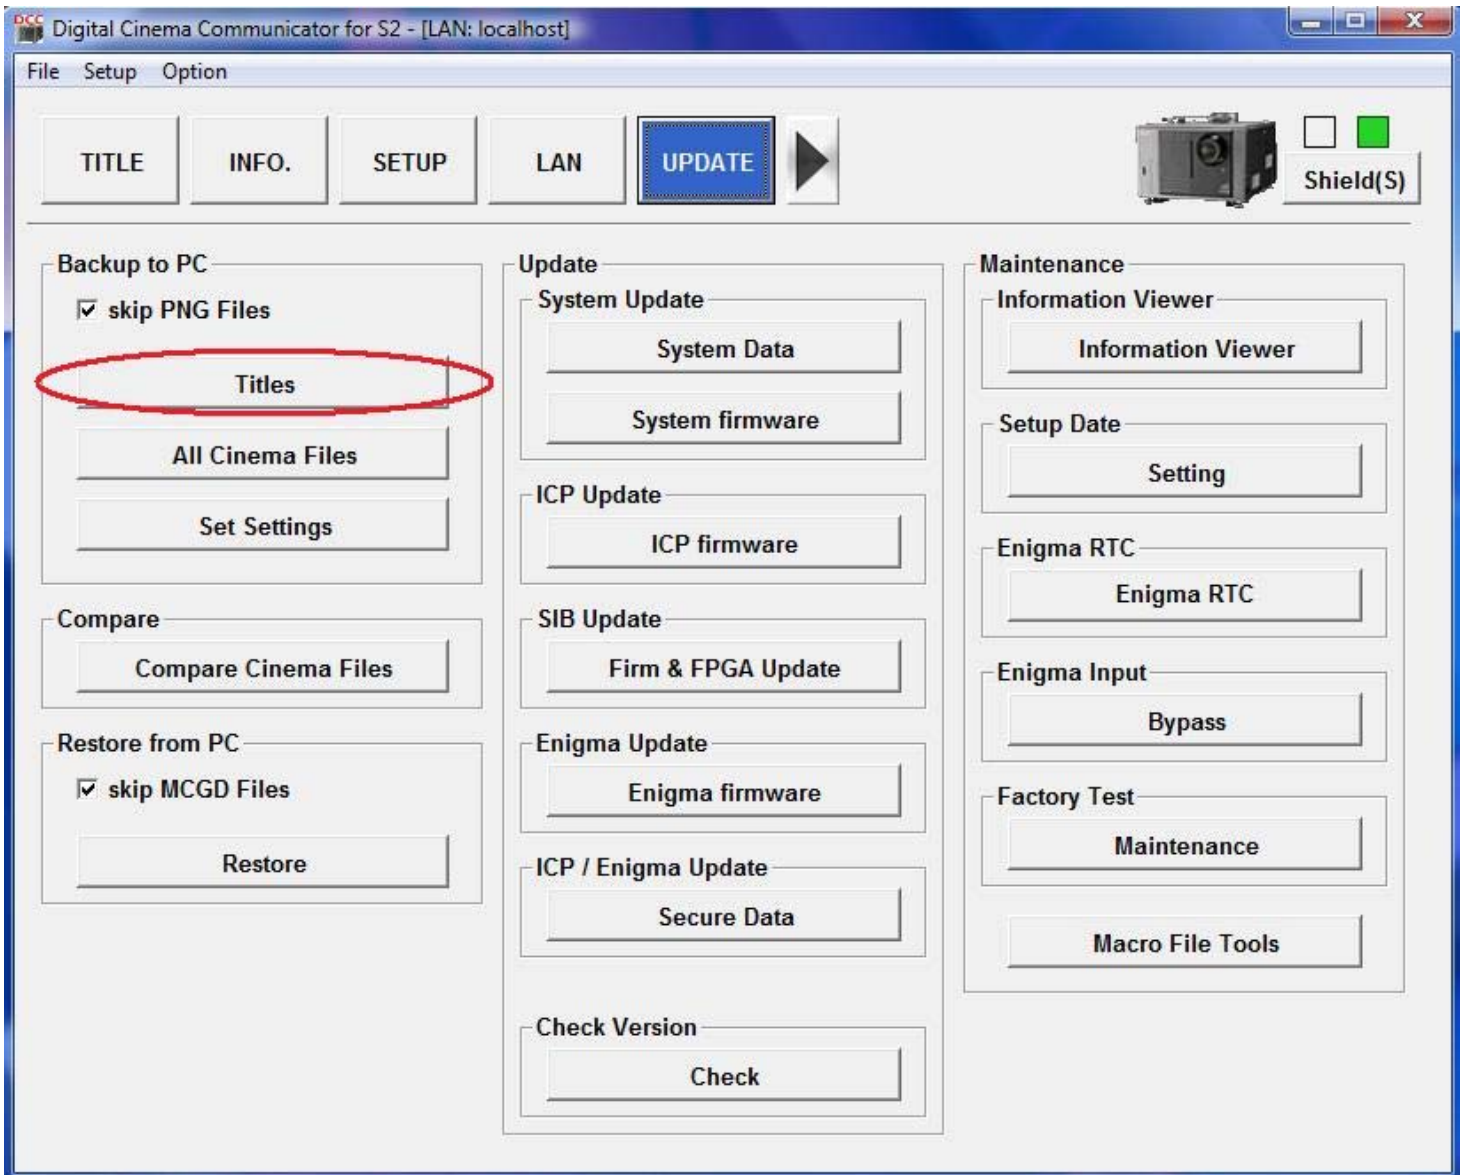 DCC
Digital Cinema Communicator for S2 - [LAN: localhost]
File Setup Option
TITLE INFO. SETUP LAN UPDATE
Shield(S)
Backup to PC
skip PNG Files
Titles
All Cinema Files
Set Settings
Compare
Compare Cinema Files
Restore from PC
skip MCGD Files
Restore
Update
System Update
System Data
System firmware
ICP Update
ICP firmware
SIB Update
Firm & FPGA Update
Enigma Update
Enigma firmware
ICP / Enigma Update
Secure Data
Check Version
Check
Maintenance
Information Viewer
Information Viewer
Setup Date
Setting
Enigma RTC
Enigma RTC
Enigma Input
Bypass
Factory Test
Maintenance
Macro File Tools